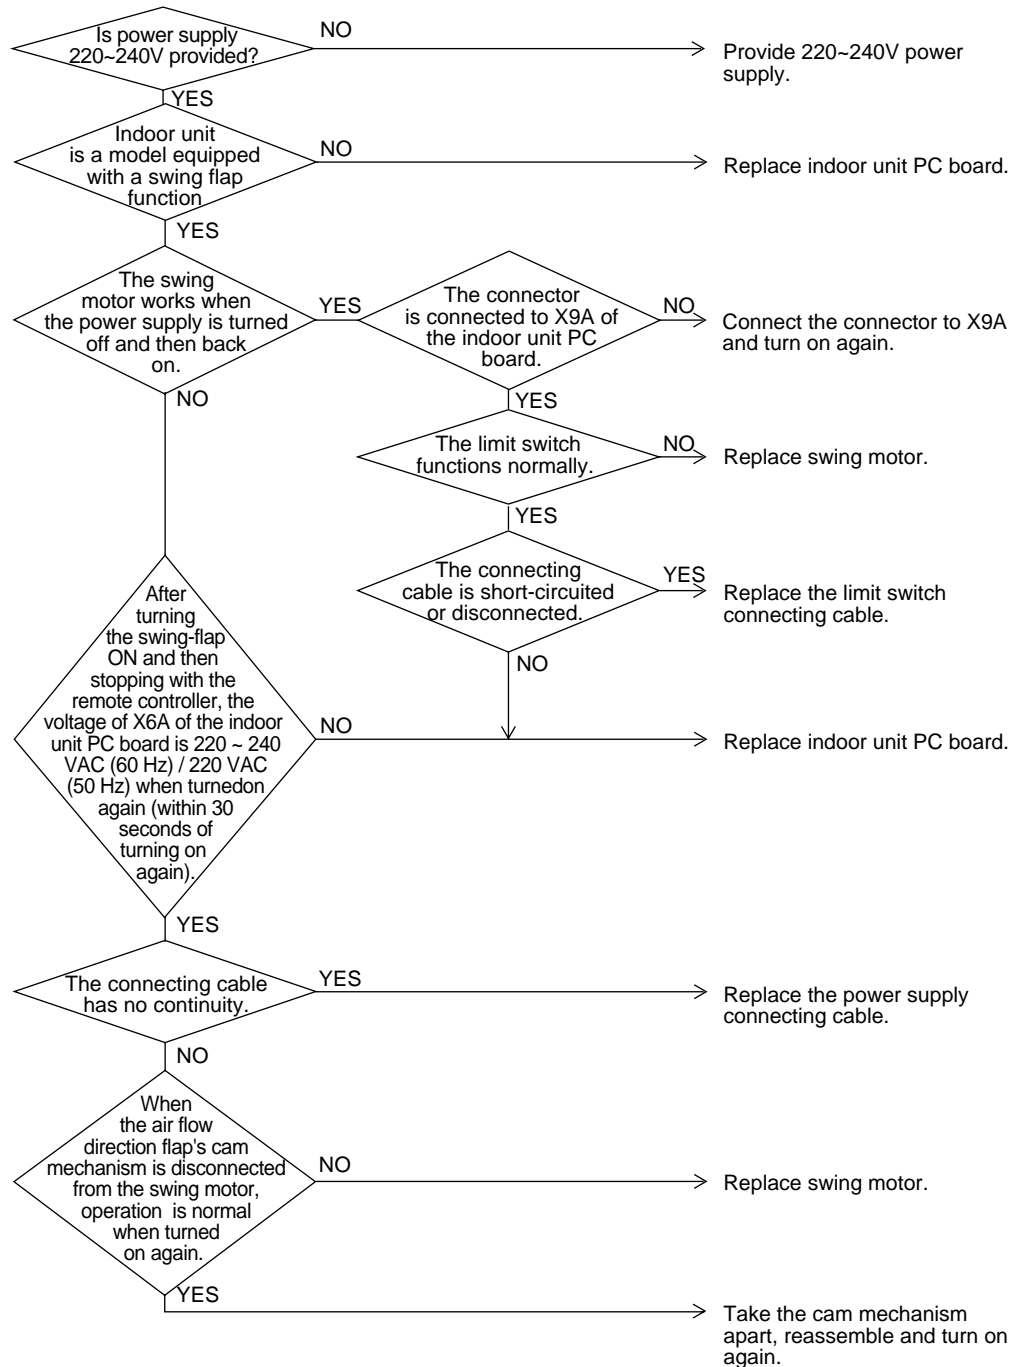 Is power supply
220~240V provided?
NO
Provide 220~240V power
supply.
YES
Indoor unit
is a model equipped
with a swing flap
function
NO
Replace indoor unit PC board.
YES
The swing
motor works when
the power supply is turned
off and then back
on.
YES
The connector
is connected to X9A of
the indoor unit PC
board.
NO
Connect the connector to X9A
and turn on again.
NO
YES
The limit switch
functions normally.
NO
Replace swing motor.
YES
The connecting
cable is short-circuited
or disconnected.
YES
Replace the limit switch
connecting cable.
NO
After
turning
the swing-flap
ON and then
stopping with the
remote controller, the
voltage of X6A of the indoor
unit PC board is 220 ~ 240
VAC (60 Hz) / 220 VAC
(50 Hz) when turnedon
again (within 30
seconds of
turning on
again).
NO
Replace indoor unit PC board.
YES
The connecting cable
has no continuity.
YES
Replace the power supply
connecting cable.
NO
When
the air flow
direction flap's cam
mechanism is disconnected
from the swing motor,
operation is normal
when turned
on again.
NO
Replace swing motor.
YES
Take the cam mechanism
apart, reassemble and turn on
again.